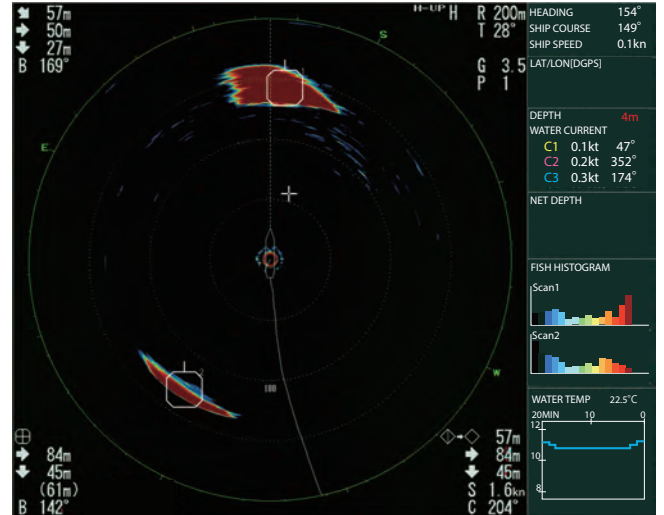 57m
50m
27m
B 169°
H-UP H
R 200m
T 28°
G 3.5
P 1
S
E
W
1
2
100
84m
45m
(61m)
B 142°
57m
84m
45m
S 1.6kn
C 204°
HEADING 154°
SHIP COURSE 149°
SHIP SPEED 0.1kn
LAT/LON[DGPS]
DEPTH 4m
WATER CURRENT
C1 0.1kt 47°
C2 0.2kt 352°
C3 0.3kt 174°
NET DEPTH
FISH HISTOGRAM
Scan1
Scan2
WATER TEMP 22.5°C
20MIN 10 0
12
10
8